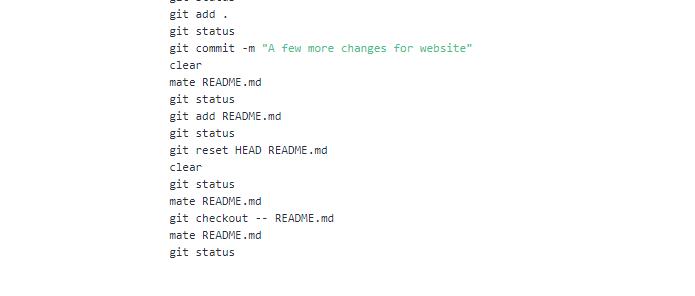 git add .
git status
git commit -m "A few more changes for website"
clear
mate README.md
git status
git add README.md
git status
git reset HEAD README.md
clear
git status
mate README.md
git checkout -- README.md
mate README.md
git status